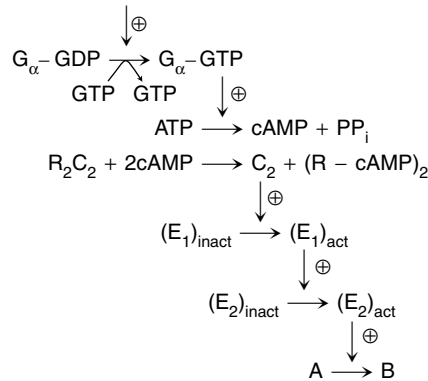 ⊕
Gα– GDP ⟶ Gα–GTP
GTP GTP
⊕
ATP ⟶ cAMP + PPi
R2C2 + 2cAMP ⟶ C2 + (R – cAMP)2
⊕
(E1)inact ⟶ (E1)act
⊕
(E2)inact ⟶ (E2)act
⊕
A ⟶ B